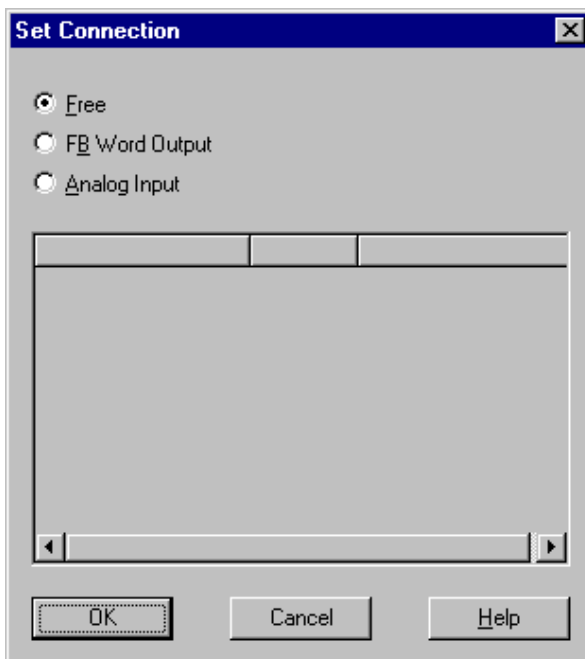 Set Connection
Free
FB Word Output
Analog Input
OK
Cancel
Help